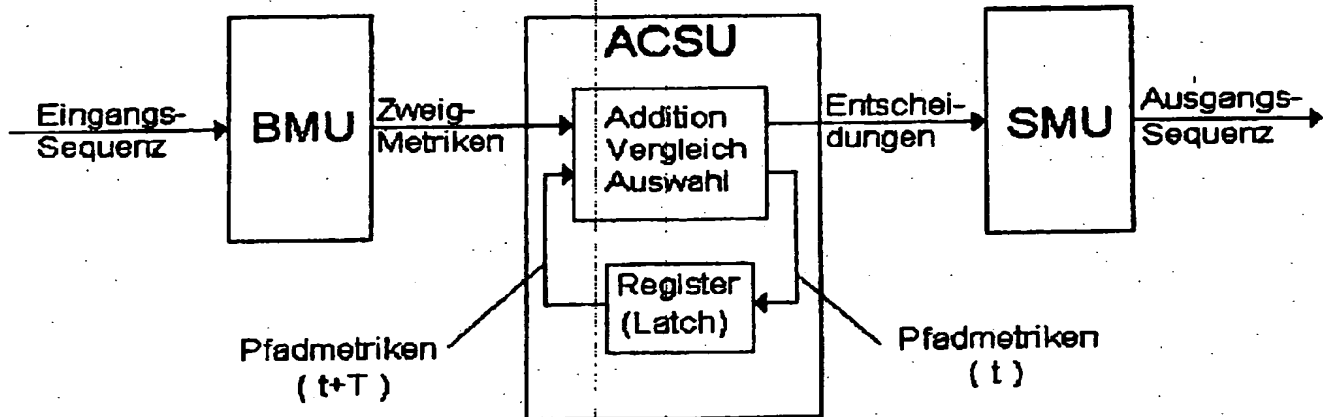 ACSU
Eingangs-
Sequenz
BMU
Zweig-
Metriken
Addition
Vergleich
Auswahl
Entschei-
dungen
SMU
Ausgangs-
Sequenz
Register
(Latch)
Pfadmetriken
( t+T )
Pfadmetriken
( t )